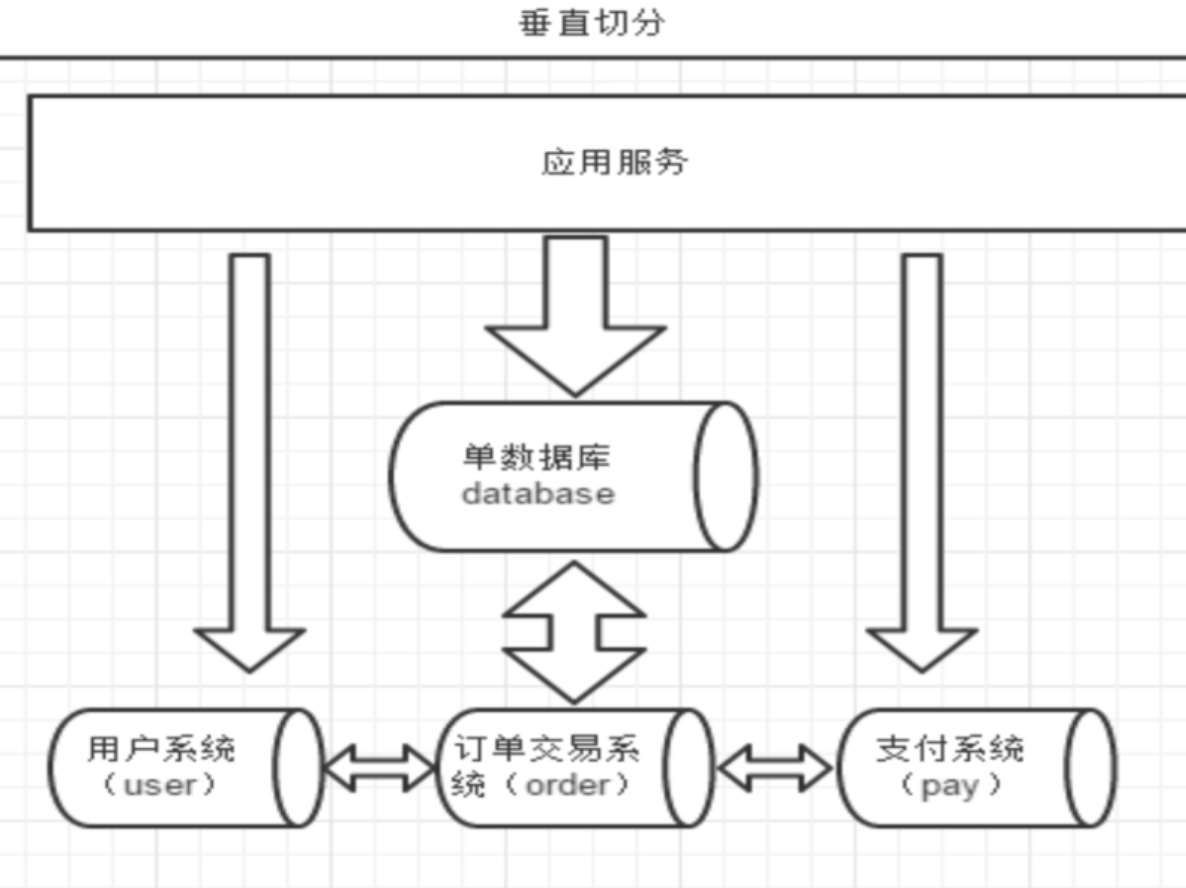 垂直切分
应用服务
单数据库
database
用户系统
（user）
订单交易系
统（order）
支付系统
（pay）